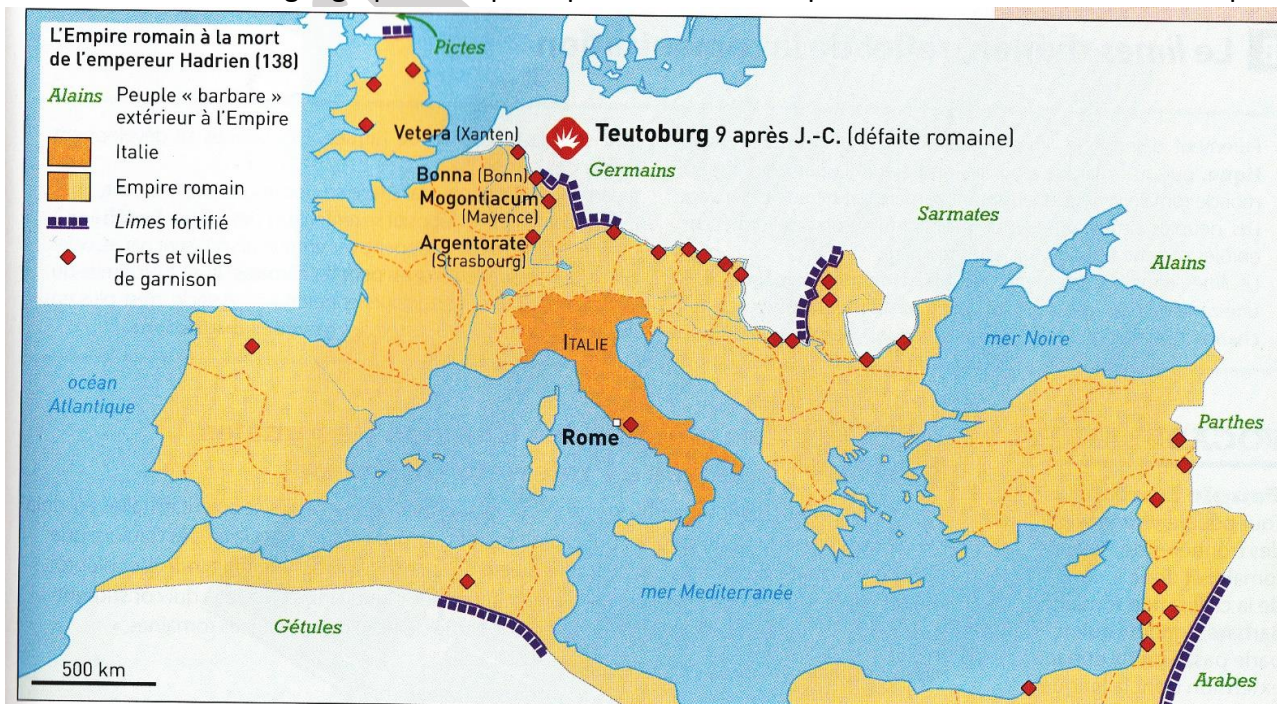 L'Empire romain à la mort
de l'empereur Hadrien (138)
Alains Peuple « barbare »
extérieur à l'Empire
Italie
Empire romain
Limes fortifié
Forts et villes
de garnison
Pictes
Vetera (Xanten)
Teutoburg 9 après J.-C. (défaite romaine)
Bonna (Bonn)
Germains
Mogontiacum
(Mayence)
Sarmates
Argentorate
(Strasbourg)
Alains
ITALIE
mer Noire
océan
Atlantique
Rome
Parthes
mer Mediterranée
Gétules
500 km
Arabes